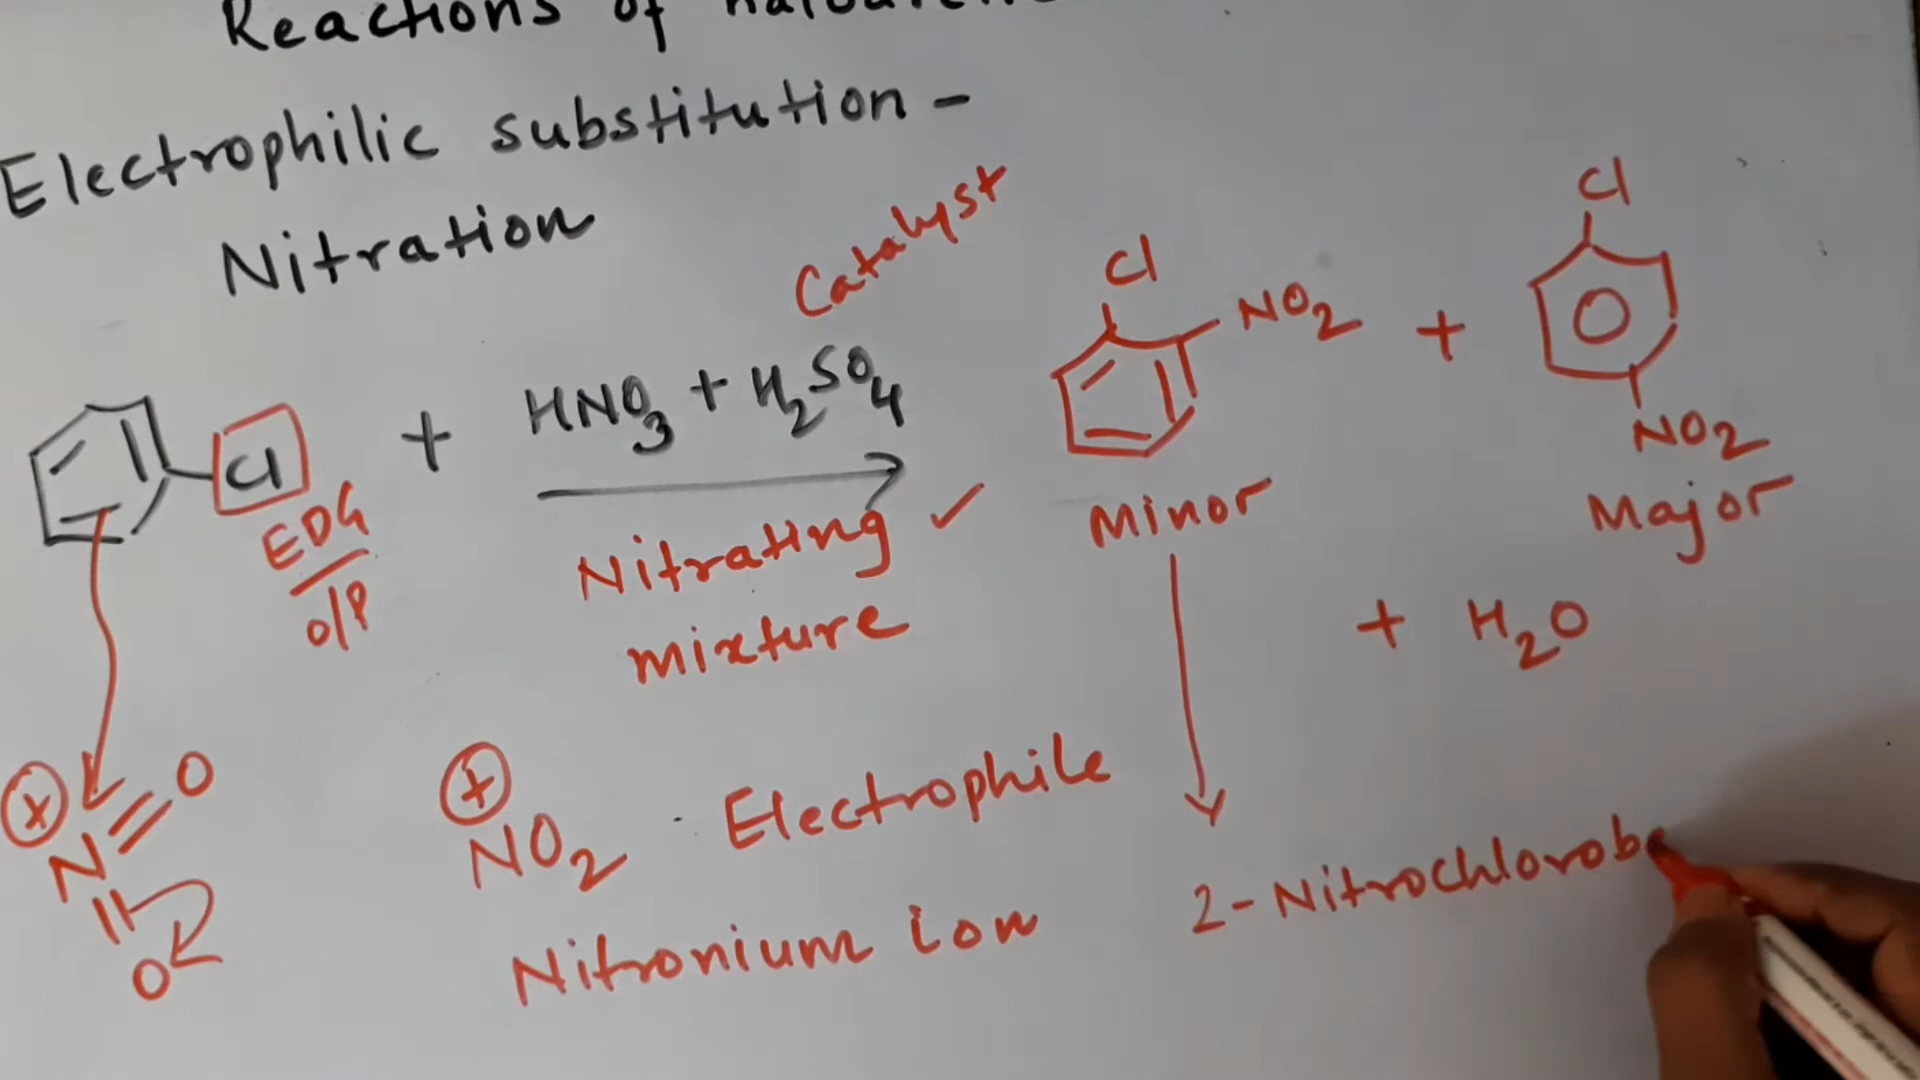 Reactions of
Electrophilic substitution -
Nitration
Catalyst
Cl + HNO3 + H2SO4
EDG
o/p
Nitrating ✓
mixture
Cl
NO2
Minor
+
Cl
NO2
Major
+ H2O
+
N
O
O
+
NO2 Electrophile
Nitronium ion
2-Nitrochlorob